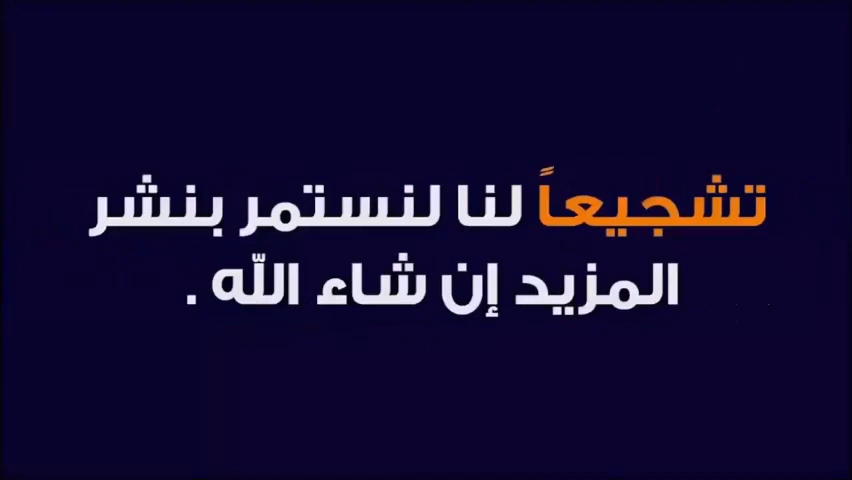 تشجيعاً لنا لنستمر بنشر
المزيد إن شاء الله .